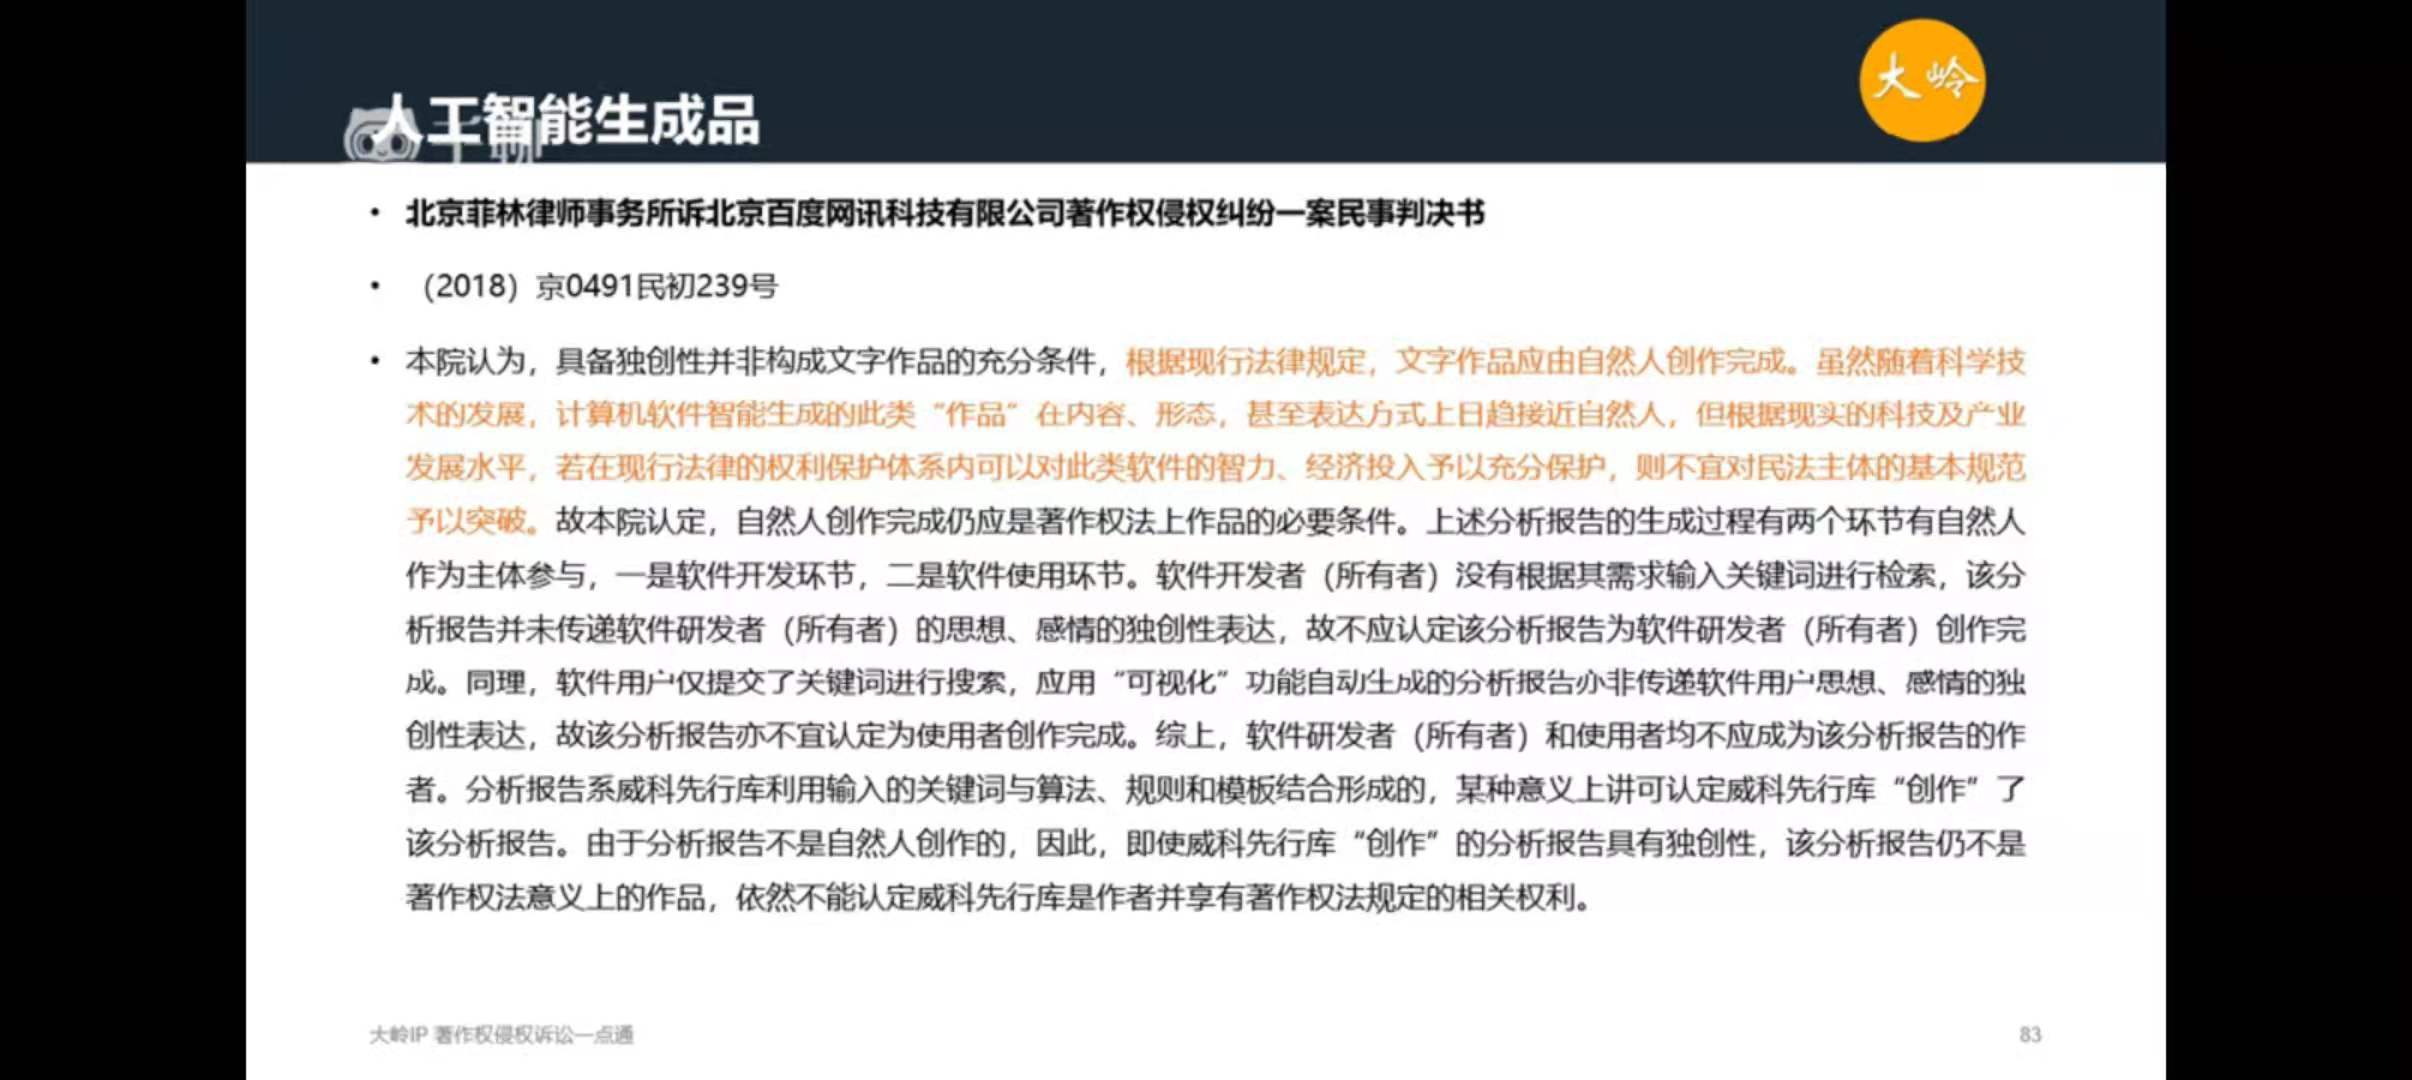 大岭
人工智能生成品
• 北京菲林律师事务所诉北京百度网讯科技有限公司著作权侵权纠纷一案民事判决书
• （2018）京0491民初239号
• 本院认为，具备独创性并非构成文字作品的充分条件，根据现行法律规定，文字作品应由自然人创作完成。虽然随着科学技
术的发展，计算机软件智能生成的此类“作品”在内容、形态，甚至表达方式上日趋接近自然人，但根据现实的科技及产业
发展水平，若在现行法律的权利保护体系内可以对此类软件的智力、经济投入予以充分保护，则不宜对民法主体的基本规范
予以突破。故本院认定，自然人创作完成仍应是著作权法上作品的必要条件。上述分析报告的生成过程有两个环节有自然人
作为主体参与，一是软件开发环节，二是软件使用环节。软件开发者（所有者）没有根据其需求输入关键词进行检索，该分
析报告并未传递软件研发者（所有者）的思想、感情的独创性表达，故不应认定该分析报告为软件研发者（所有者）创作完
成。同理，软件用户仅提交了关键词进行搜索，应用“可视化”功能自动生成的分析报告亦非传递软件用户思想、感情的独
创性表达，故该分析报告亦不宜认定为使用者创作完成。综上，软件研发者（所有者）和使用者均不应成为该分析报告的作
者。分析报告系威科先行库利用输入的关键词与算法、规则和模板结合形成的，某种意义上讲可认定威科先行库“创作”了
该分析报告。由于分析报告不是自然人创作的，因此，即使威科先行库“创作”的分析报告具有独创性，该分析报告仍不是
著作权法意义上的作品，依然不能认定威科先行库是作者并享有著作权法规定的相关权利。
大岭IP 著作权侵权诉讼一点通
83